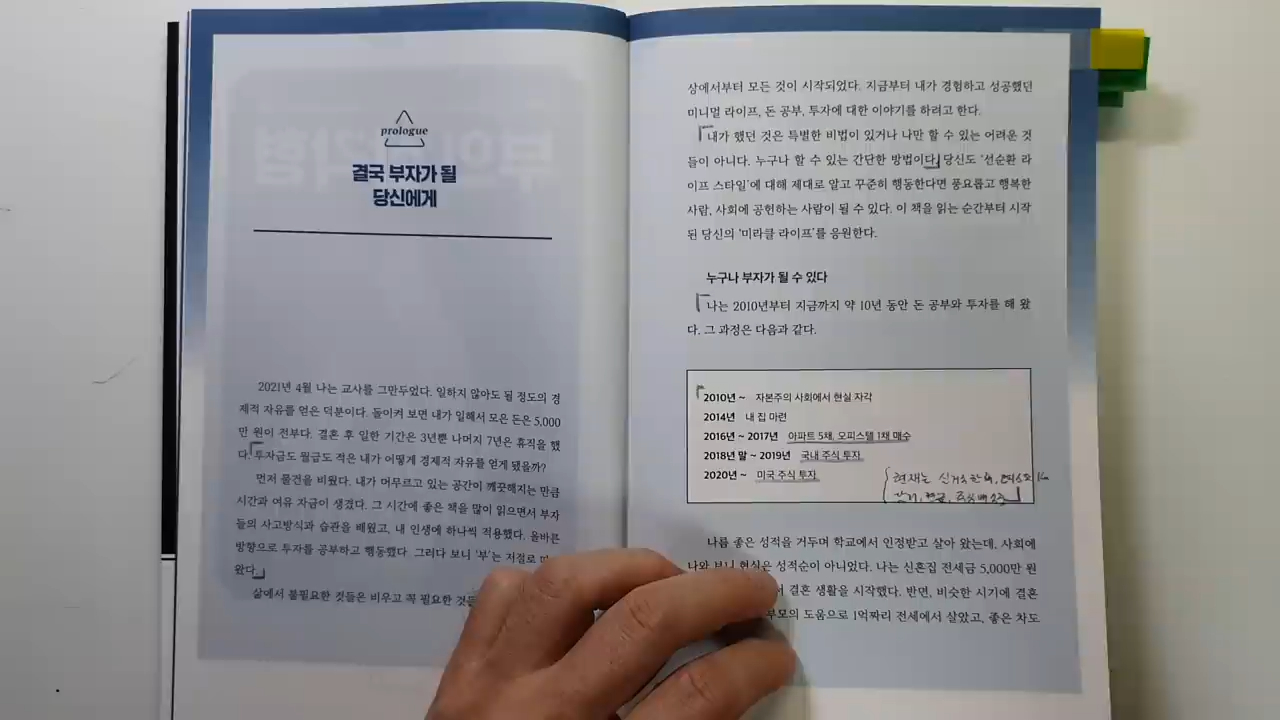 prologue
결국 부자가 될
당신에게
2021년 4월 나는 교사를 그만두었다. 일하지 않아도 될 정도의 경
제적 자유를 얻은 덕분이다. 돌이켜 보면 내가 일해서 모은 돈은 5,000
만 원이 전부다. 결혼 후 일한 기간은 3년뿐 나머지 7년은 휴직을 했
다. 투자금도 월급도 적은 내가 어떻게 경제적 자유를 얻게 됐을까?
먼저 물건을 비웠다. 내가 머무르고 있는 공간이 깨끗해지는 만큼
시간과 여유 자금이 생겼다. 그 시간에 좋은 책을 많이 읽으면서 부자
들의 사고방식과 습관을 배웠고, 내 인생에 하나씩 적용했다. 올바른
방향으로 투자를 공부하고 행동했다. 그러다 보니 '부'는 저절로
왔다.
삶에서 불필요한 것들은 비우고 꼭 필요한
상에서부터 모든 것이 시작되었다. 지금부터 내가 경험하고 성공했던
미니멀 라이프, 돈 공부, 투자에 대한 이야기를 하려고 한다.
내가 했던 것은 특별한 비법이 있거나 나만 할 수 있는 어려운 것
들이 아니다. 누구나 할 수 있는 간단한 방법이다. 당신도 '선순환 라
이프 스타일'에 대해 제대로 알고 꾸준히 행동한다면 풍요롭고 행복한
사람, 사회에 공헌하는 사람이 될 수 있다. 이 책을 읽는 순간부터 시작
된 당신의 '미라클 라이프'를 응원한다.
누구나 부자가 될 수 있다
나는 2010년부터 지금까지 약 10년 동안 돈 공부와 투자를 해 왔
다. 그 과정은 다음과 같다.
2010년 ~ 자본주의 사회에서 현실 자각
2014년 내 집 마련
2016년 ~ 2017년 아파트 5채, 오피스텔 1채 매수
2018년 말 ~ 2019년 국내 주식 투자
2020년 ~ 미국 주식 투자
현재는
나름 좋은 성적을 거두며 학교에서 인정받고 살아 왔는데, 사회에
나와 보니 현실은 성적순이 아니었다. 나는 신혼집 전세금 5,000만 원
결혼 생활을 시작했다. 반면, 비슷한 시기에 결혼
부모의 도움으로 1억짜리 전세에서 살았고, 좋은 차도